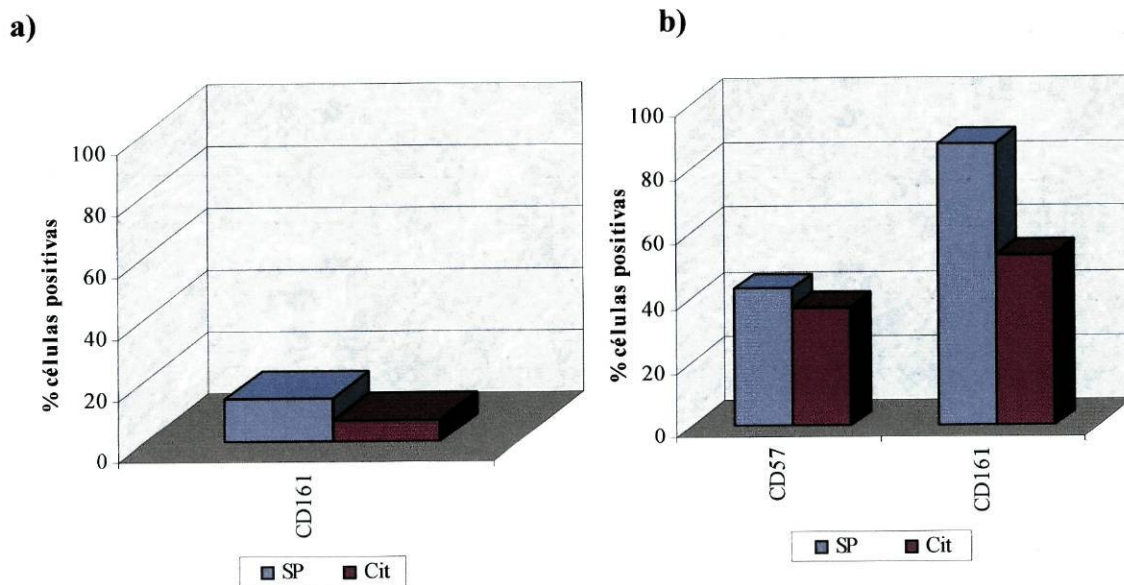 a)
% células positivas
100
80
60
40
20
0
CD161
SP Cit
b)
% células positivas
100
80
60
40
20
0
CD57
CD161
SP Cit